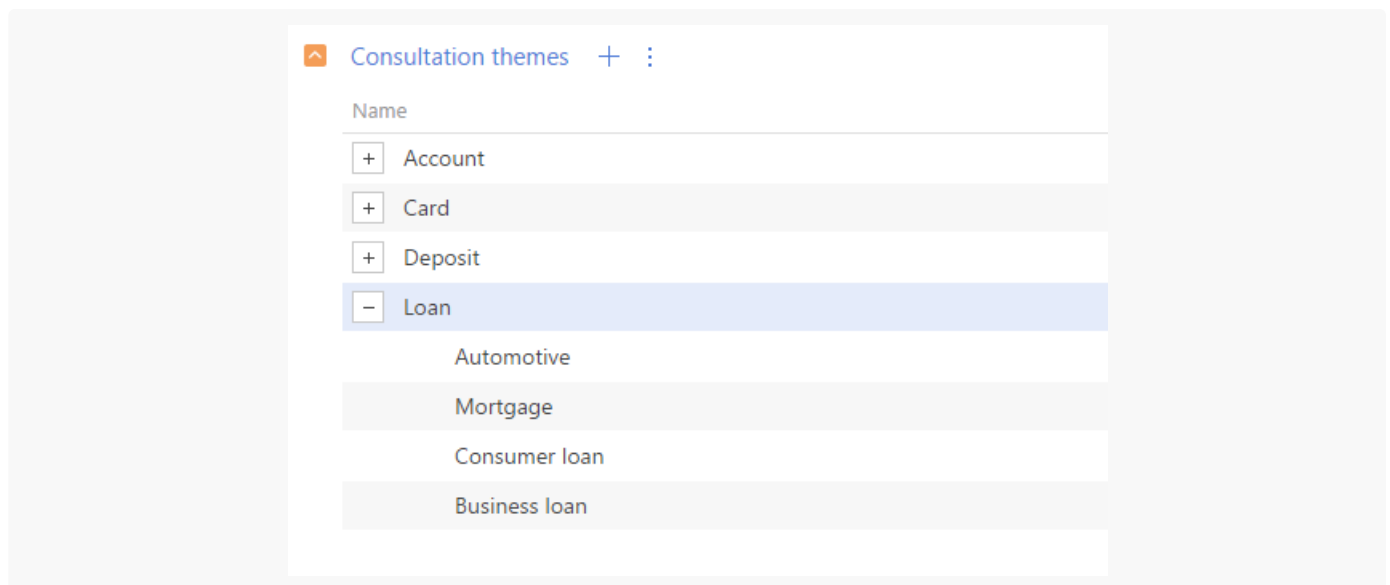 Consultation themes
Name
Account
Card
Deposit
Loan
Automotive
Mortgage
Consumer loan
Business loan